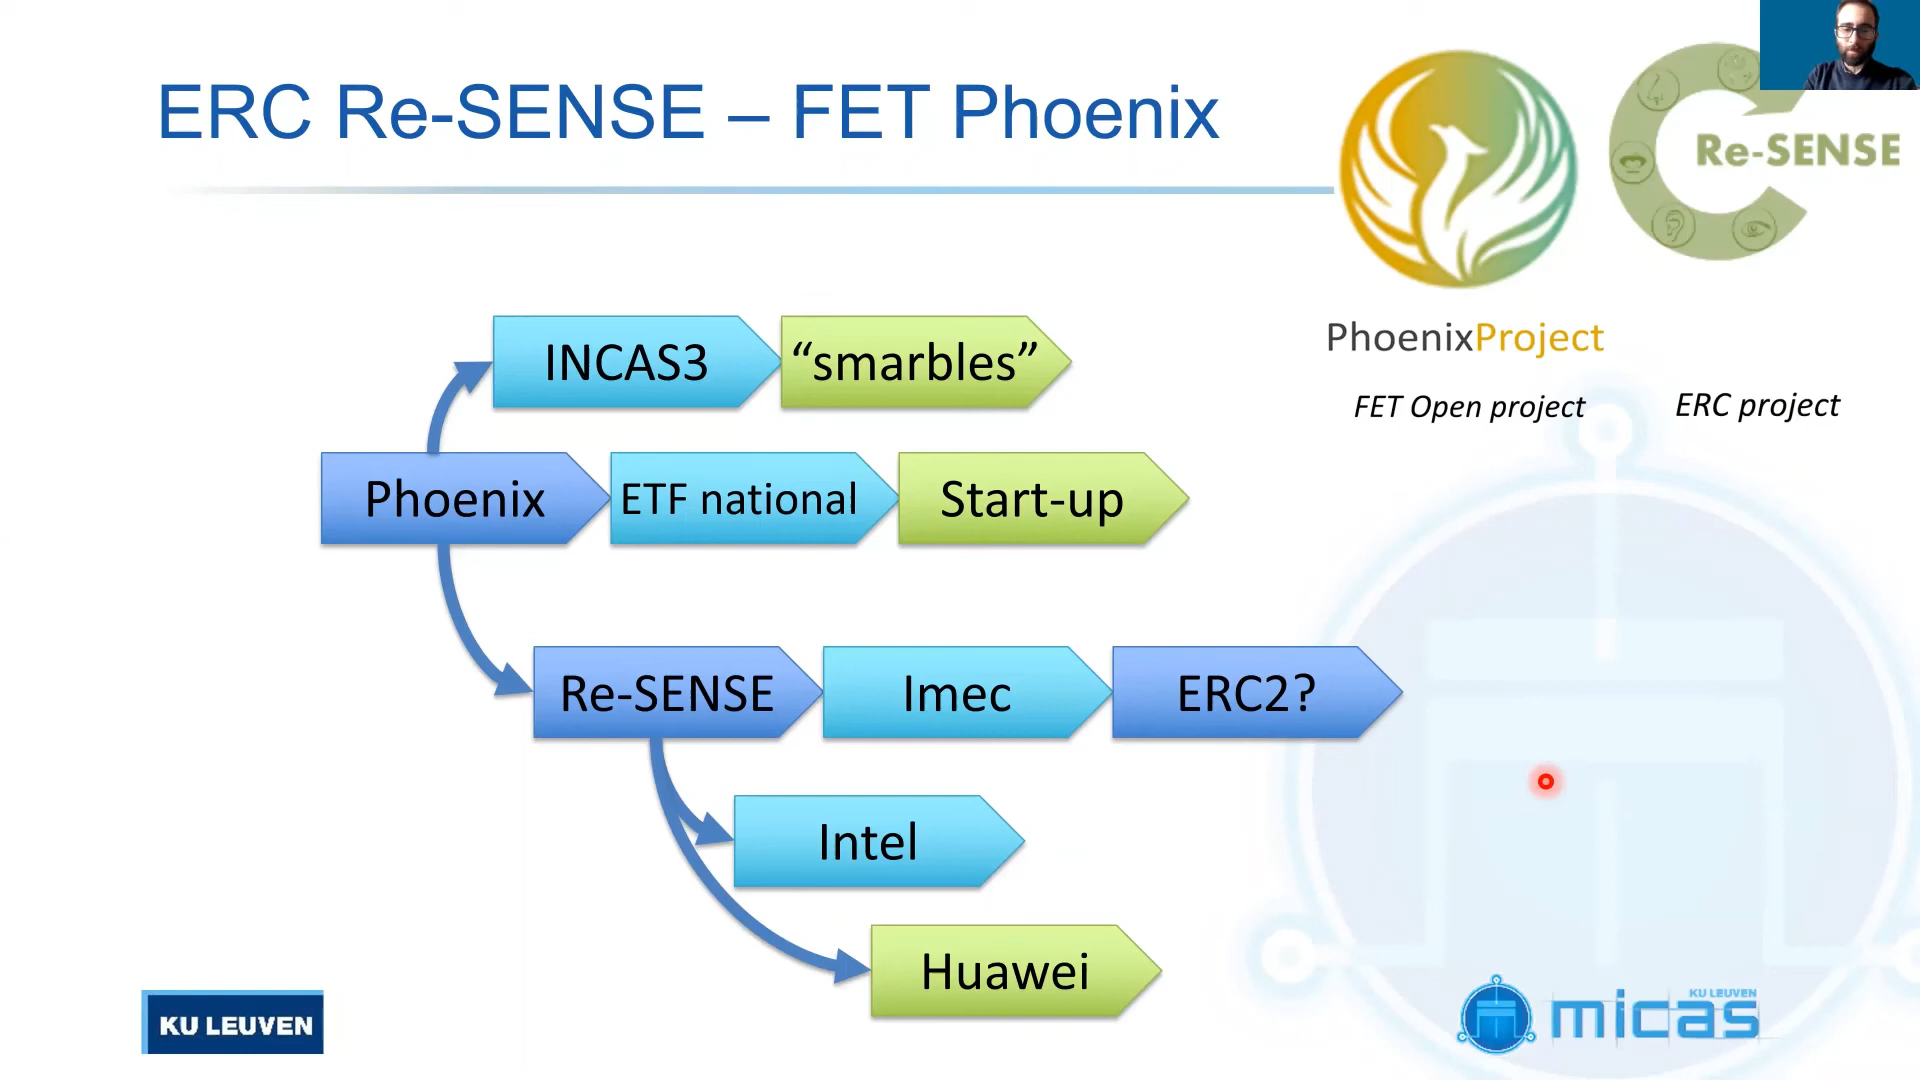 ERC Re-SENSE – FET Phoenix
Re-SENSE
PhoenixProject
FET Open project
ERC project
INCAS3
“smarbles”
Phoenix
ETF national
Start-up
Re-SENSE
Imec
ERC2?
Intel
Huawei
KU LEUVEN
KU LEUVEN
micas